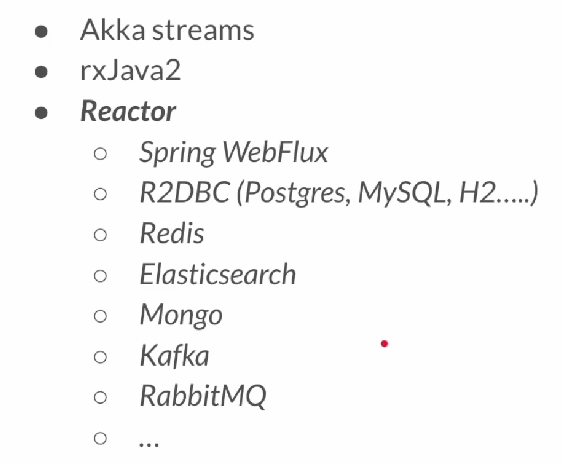 ● Akka streams
● rxJava2
● Reactor
○ Spring WebFlux
○ R2DBC (Postgres, MySQL, H2.....)
○ Redis
○ Elasticsearch
○ Mongo
○ Kafka
○ RabbitMQ
○ ...